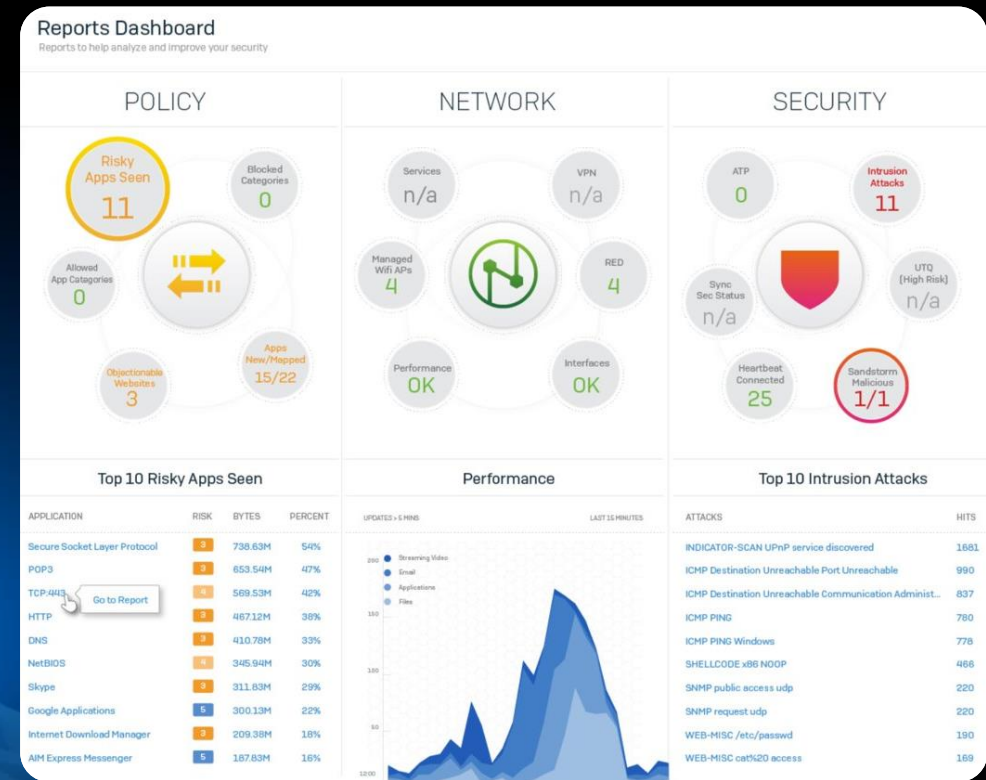 Reports Dashboard
Reports to help analyze and improve your security
POLICY
Risky
Apps Seen
11
Blocked
Categories
0
Allowed
App Categories
0
Apps
New/Mapped
15/22
Objectionable
Websites
3
NETWORK
Services
n/a
VPN
n/a
Managed
Wifi APs
4
RED
4
Performance
OK
Interfaces
OK
SECURITY
ATP
0
Intrusion
Attacks
11
Sync
Sec Status
n/a
UTQ
(High Risk)
n/a
Heartbeat
Connected
25
Sandstorm
Malicious
1/1
Top 10 Risky Apps Seen
APPLICATION RISK BYTES PERCENT
Secure Socket Layer Protocol 3 738.63M 54%
POP3 3 653.54M 47%
TCP:443 4 569.53M 42%
Go to Report
HTTP 3 467.12M 38%
DNS 3 410.78M 33%
NetBIOS 4 345.94M 30%
Skype 3 311.83M 29%
Google Applications 5 300.13M 22%
Internet Download Manager 3 209.38M 18%
AIM Express Messenger 5 187.83M 16%
Performance
UPDATES > 5 MINS LAST 15 MINUTES
200
Streaming Video
Email
Applications
Files
150
100
50
12:00
Top 10 Intrusion Attacks
ATTACKS HITS
INDICATOR-SCAN UPnP service discovered 1681
ICMP Destination Unreachable Port Unreachable 990
ICMP Destination Unreachable Communication Administ... 837
ICMP PING 780
ICMP PING Windows 778
SHELLCODE x86 NOOP 466
SNMP public access udp 220
SNMP request udp 220
WEB-MISC /etc/passwd 190
WEB-MISC cat%20 access 169